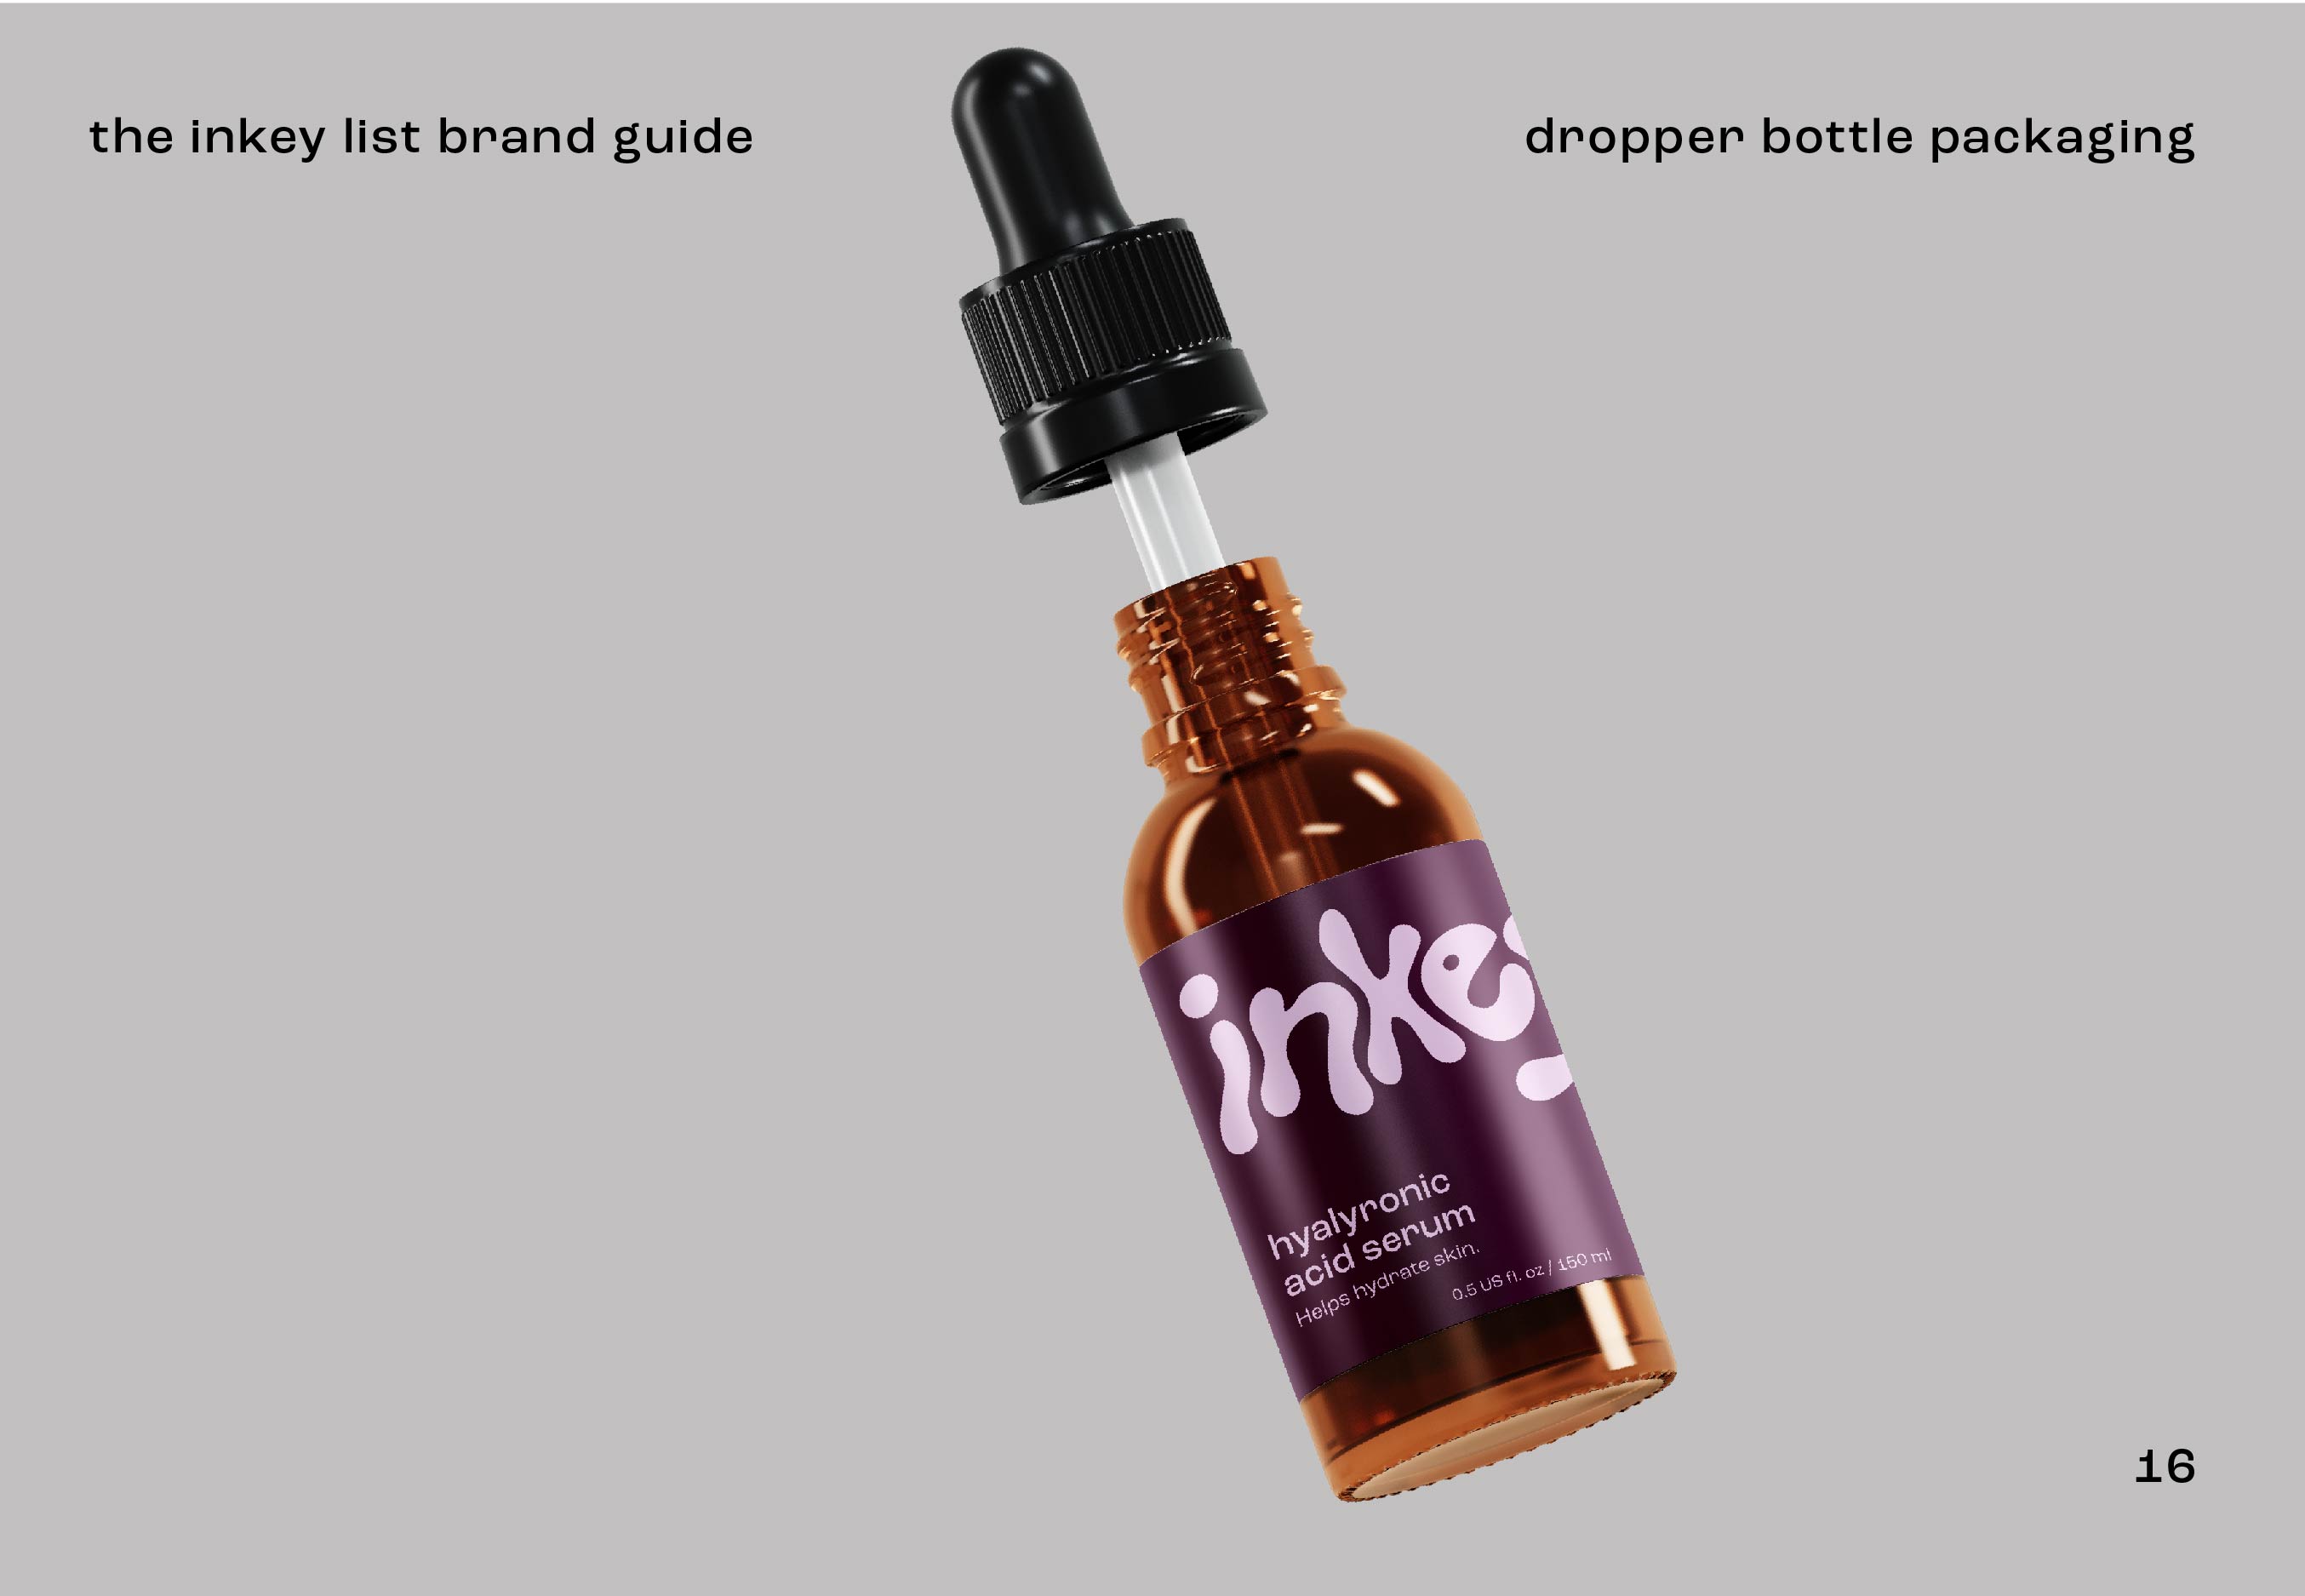 the inkey list brand guide
dropper bottle packaging
inkey
hyalyronic
acid serum
Helps hydrate skin.
0.5 US fl. oz / 150 ml
16